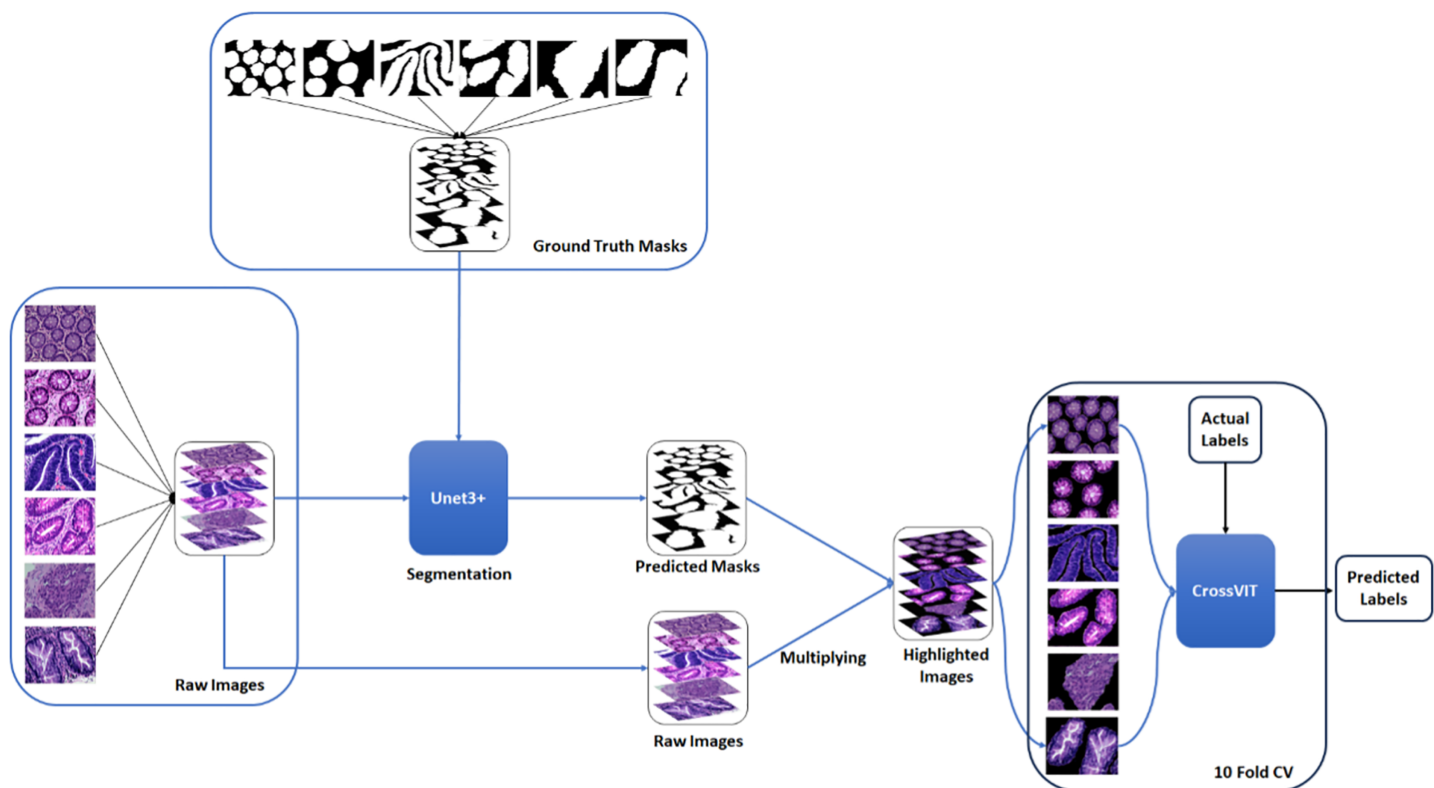 Ground Truth Masks
Raw Images
Unet3+
Segmentation
Predicted Masks
Raw Images
Multiplying
Highlighted
Images
Actual
Labels
CrossVIT
Predicted
Labels
10 Fold CV